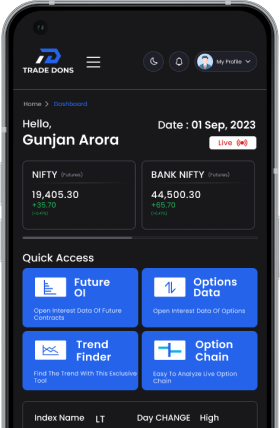 TRADE DONS
My Profile
Home > Dashboard
Hello,
Gunjan Arora
Date : 01 Sep, 2023
Live
NIFTY (Futures)
19,405.30
+35.70
(+0.41%)
BANK NIFTY (Futures)
44,500.30
+65.70
(+0.41%)
Quick Access
Future OI
Open Interest Data Of Future
Contracts
Options
Data
Open Interest Data Of Options
Trend
Finder
Find The Trend With This Exclusive
Tool
Option
Chain
Easy To Analyze Live Option
Chain
Index Name LT Day CHANGE High